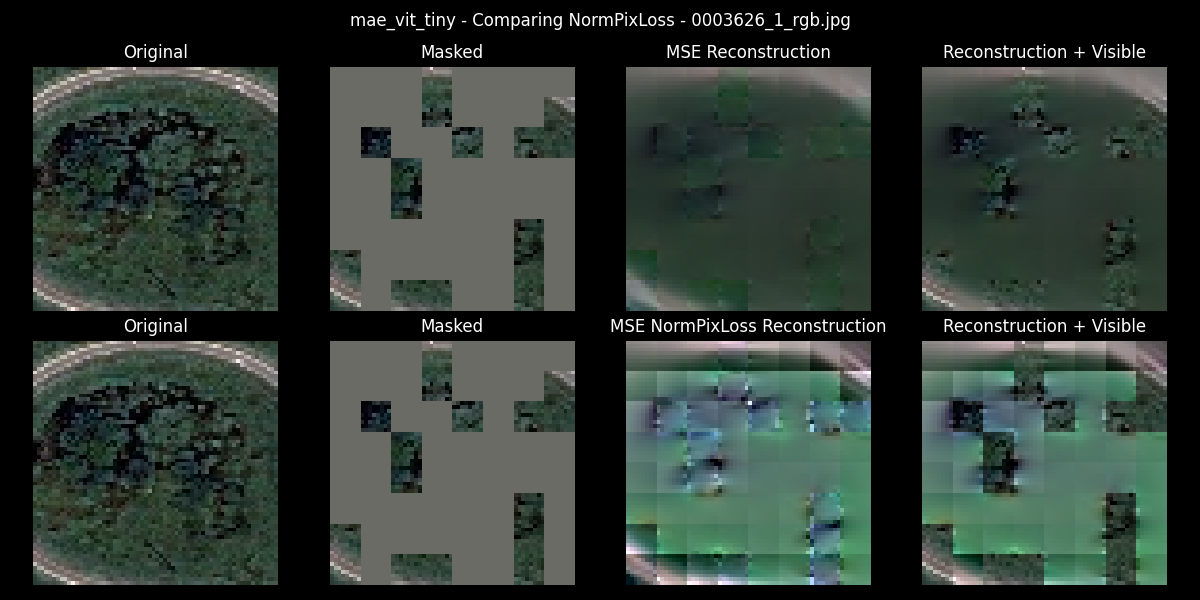 mae_vit_tiny - Comparing NormPixLoss - 0003626_1_rgb.jpg
Original
Masked
MSE Reconstruction
Reconstruction + Visible
Original
Masked
MSE NormPixLoss Reconstruction
Reconstruction + Visible